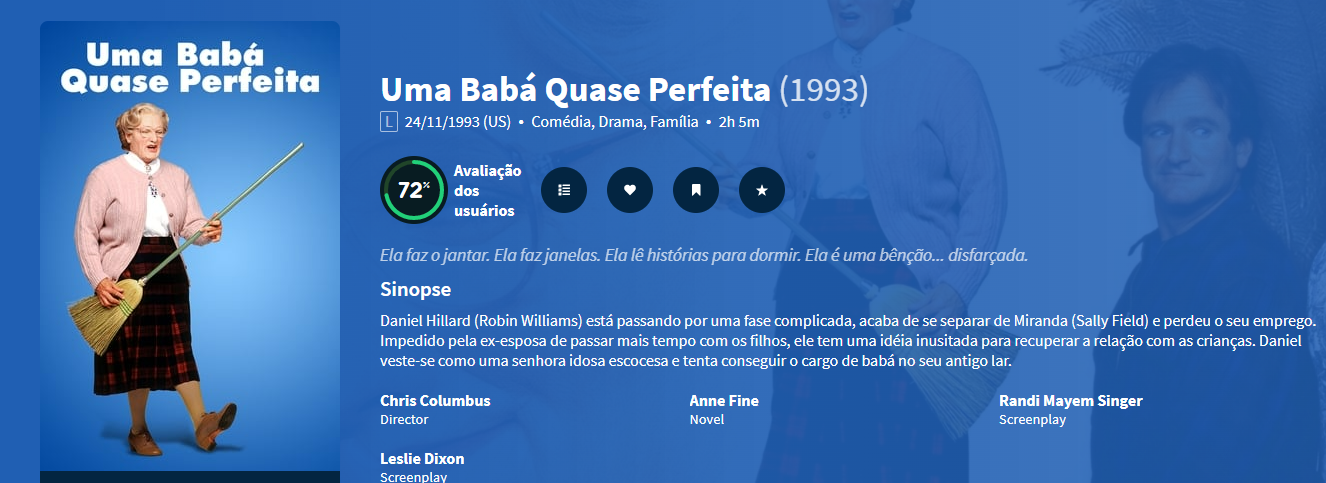 Uma Babá
Quase Perfeita
Uma Babá Quase Perfeita (1993)
L 24/11/1993 (US) • Comédia, Drama, Família • 2h 5m
72%
Avaliação
dos
usuários
Ela faz o jantar. Ela faz janelas. Ela lê histórias para dormir. Ela é uma bênção... disfarçada.
Sinopse
Daniel Hillard (Robin Williams) está passando por uma fase complicada, acaba de se separar de Miranda (Sally Field) e perdeu o seu emprego.
Impedido pela ex-esposa de passar mais tempo com os filhos, ele tem uma idéia inusitada para recuperar a relação com as crianças. Daniel
veste-se como uma senhora idosa escocesa e tenta conseguir o cargo de babá no seu antigo lar.
Chris Columbus
Director
Anne Fine
Novel
Randi Mayem Singer
Screenplay
Leslie Dixon
Screenplay